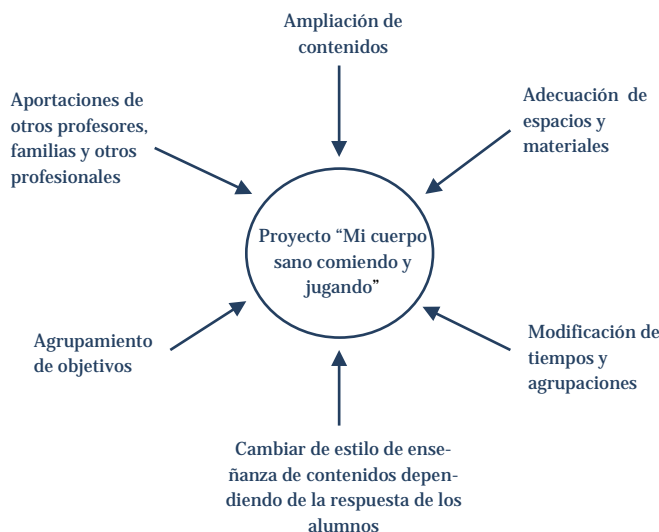 Ampliación de
contenidos
Aportaciones de
otros profesores,
familias y otros
profesionales
Adecuación de
espacios y
materiales
Proyecto “Mi cuerpo
sano comiendo y
jugando”
Agrupamiento
de objetivos
Modificación de
tiempos y
agrupaciones
Cambiar de estilo de ense-
ñanza de contenidos depen-
diendo de la respuesta de los
alumnos